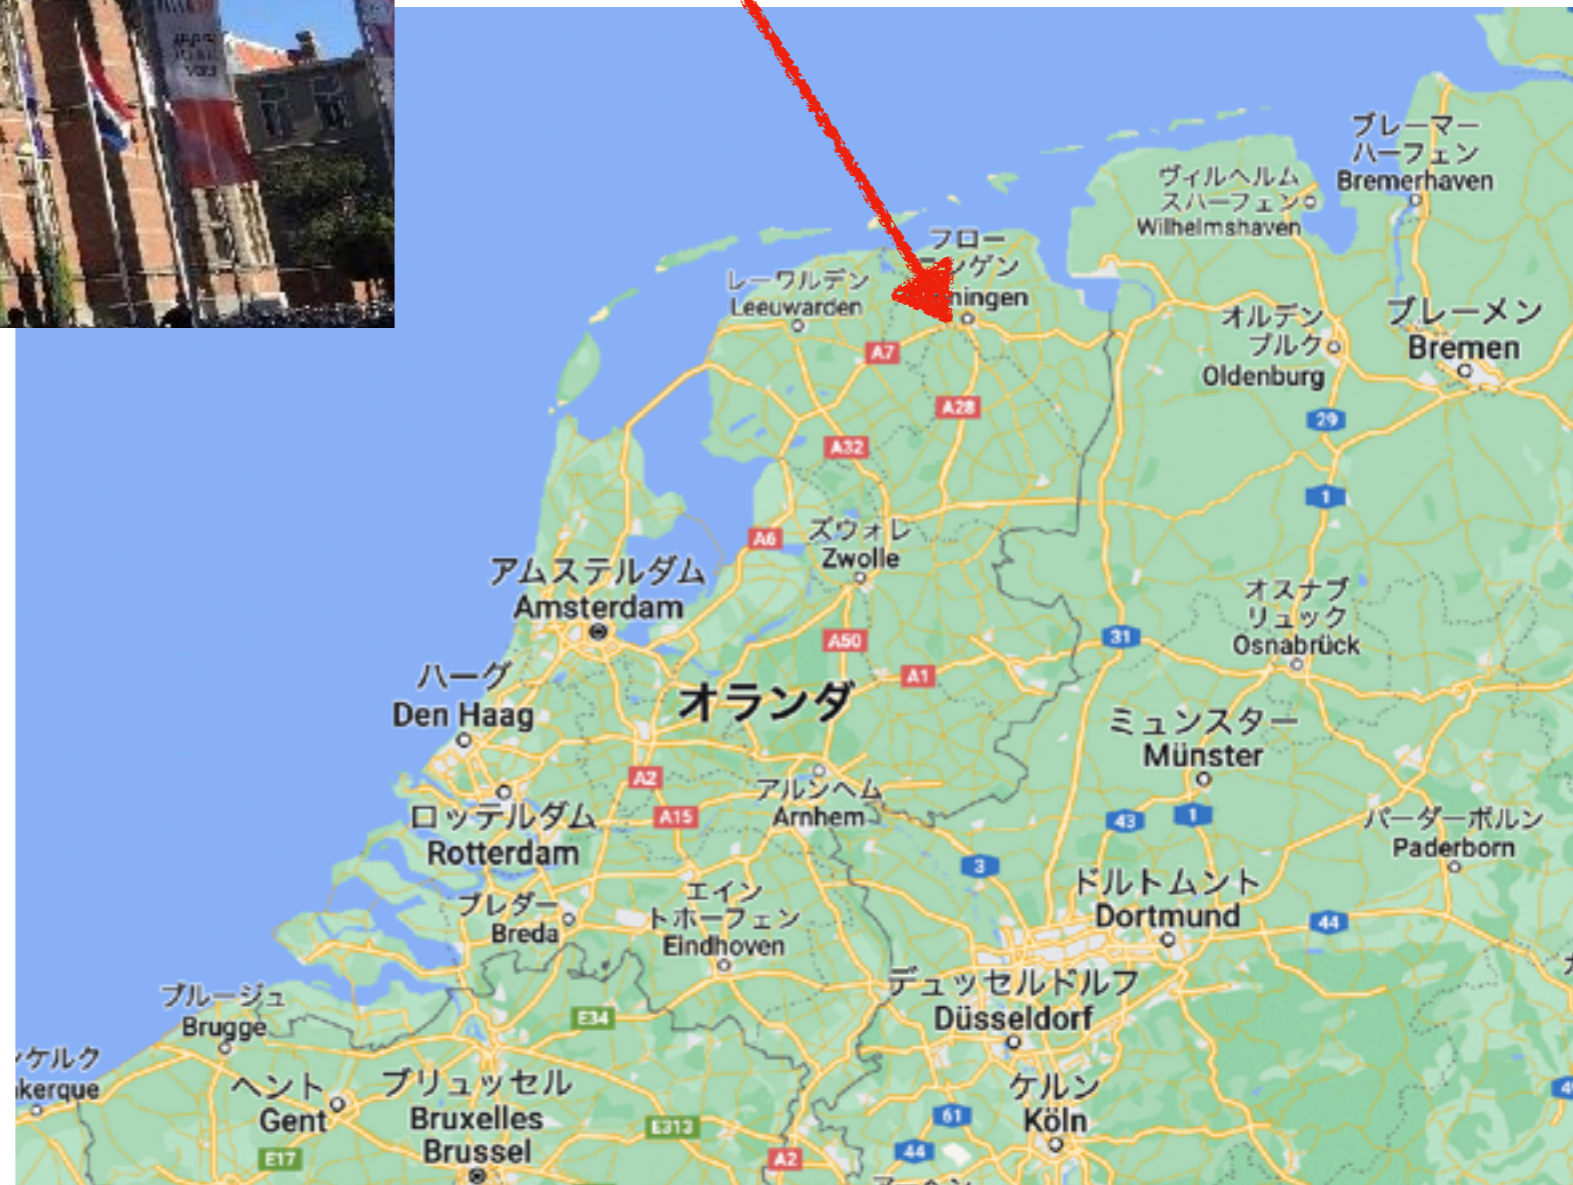 ブレーマー
ハーフェン
Bremerhaven
ヴィルヘルム
スハーフェン
Wilhelmshaven
フロー
ンゲン
ningen
レーワルデン
Leeuwarden
オルデン
ブルク
Oldenburg
ブレーメン
Bremen
A7
A28
29
A32
1
A6
ズウォレ
Zwolle
アムステルダム
Amsterdam
オスナブ
リュック
Osnabrück
A50
31
A1
ハーグ
Den Haag
オランダ
ミュンスター
Münster
A2
アルンヘム
Arnhem
A15
43
1
ロッテルダム
Rotterdam
パーダーボルン
Paderborn
3
ドルトムント
Dortmund
44
ブレダー
Breda
エイン
トホーフェン
Eindhoven
デュッセルドルフ
Düsseldorf
ブルージュ
Brugge
E34
ケルク
kerque
ヘント
Gent
ブリュッセル
Bruxelles
Brussel
ケルン
Köln
61
E313
44
E17
A2